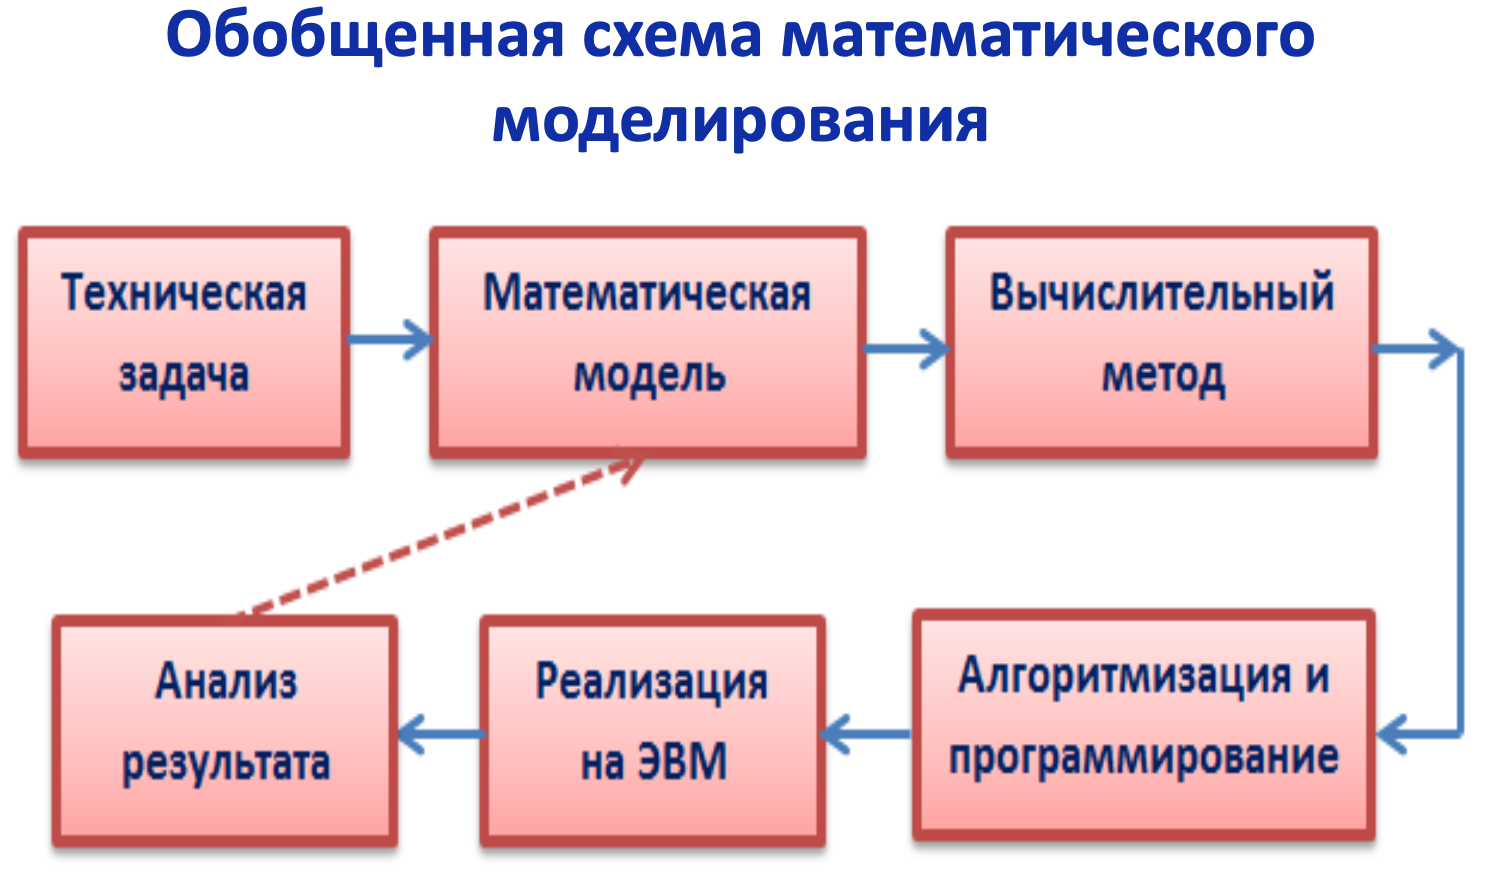 Обобщенная схема математического
моделирования
Техническая
задача
Математическая
модель
Вычислительный
метод
Анализ
результата
Реализация
на ЭВМ
Алгоритмизация и
программирование